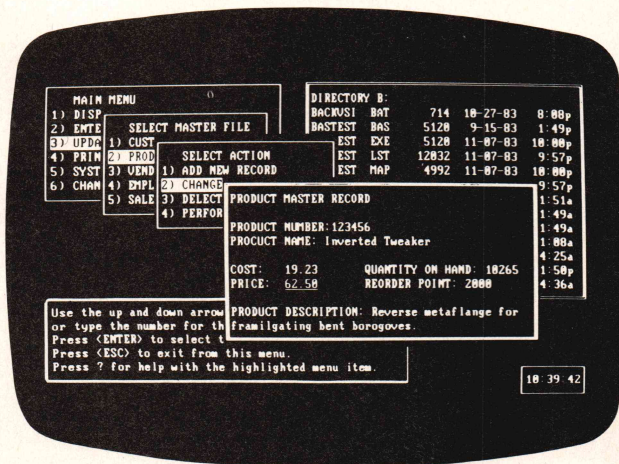 MAIN MENU
1) DISP
2) ENTE
3) UPDA
4) PRIN
5) SYST
6) CHAN
SELECT MASTER FILE
1) CUST
2) PROD
3) VEND
4) EMPL
5) SALE
SELECT ACTION
1) ADD NEW RECORD
2) CHANGE
3) DELECT
4) PERFOR
DIRECTORY B:
BACKUSI BAT 714 10-27-83 8:08p
BASTEST BAS 5120 9-15-83 1:49p
EST EXE 5120 11-07-83 10:00p
EST LST 12032 11-07-83 9:57p
EST MAP 4992 11-07-83 10:00p
9:57p
1:51a
1:49a
1:49a
1:08a
4:25a
1:50p
4:36a
PRODUCT MASTER RECORD
PRODUCT NUMBER:123456
PROCUCT NAME: Inverted Tweaker
COST: 19.23 QUANTITY ON HAND: 10265
PRICE: 62.50 REORDER POINT: 2000
PRODUCT DESCRIPTION: Reverse metaflange for
framilgating bent borogoves.
Use the up and down arrow
or type the number for th
Press <ENTER> to select t
Press <ESC> to exit from this menu.
Press ? for help with the highlighted menu item.
10:39:42